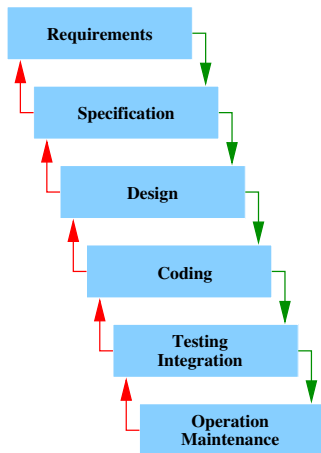 Requirements
Specification
Design
Coding
Testing
Integration
Operation
Maintenance